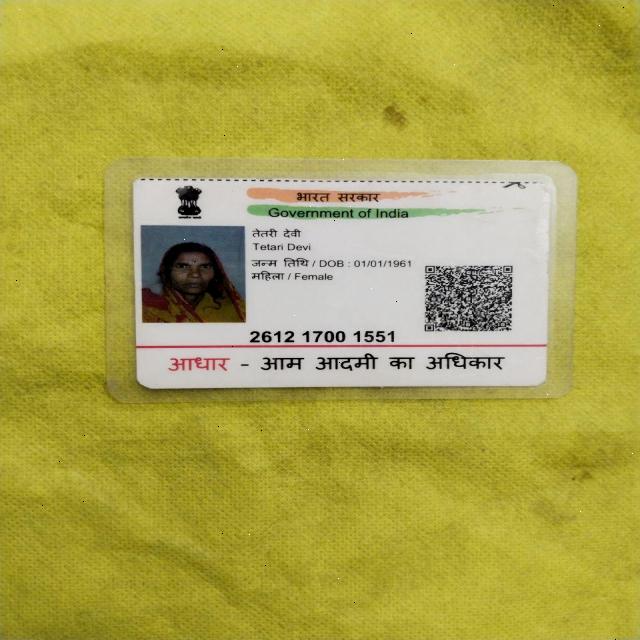 भारत सरकार
Government of India
तेतरी देवी
Tetari Devi
जन्म तिथि / DOB : 01/01/1961
महिला / Female
2612 1700 1551
आधार - आम आदमी का अधिकार